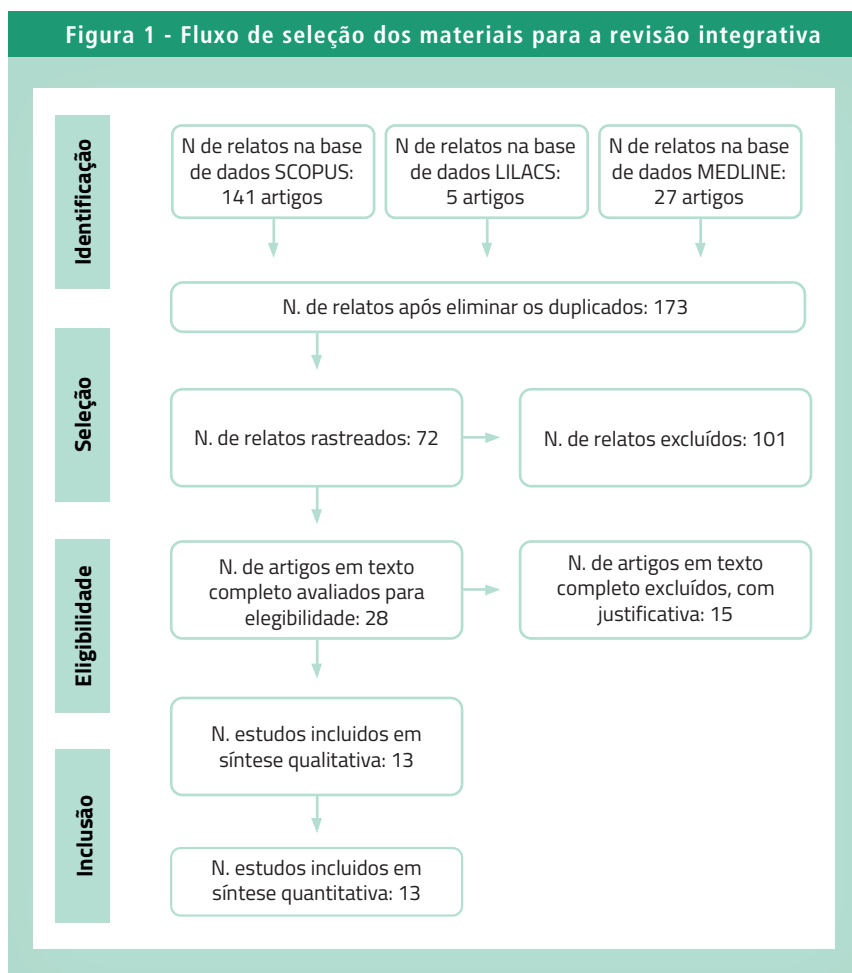 Figura 1 - Fluxo de seleção dos materiais para a revisão integrativa
Identificação
N de relatos na base
de dados SCOPUS:
141 artigos
N de relatos na base
de dados LILACS:
5 artigos
N de relatos na base
de dados MEDLINE:
27 artigos
N. de relatos após eliminar os duplicados: 173
Seleção
N. de relatos rastreados: 72
N. de relatos excluídos: 101
Eligibilidade
N. de artigos em texto
completo avaliados para
elegibilidade: 28
N. de artigos em texto
completo excluídos, com
justificativa: 15
N. estudos incluidos em
síntese qualitativa: 13
Inclusão
N. estudos incluidos em
síntese quantitativa: 13